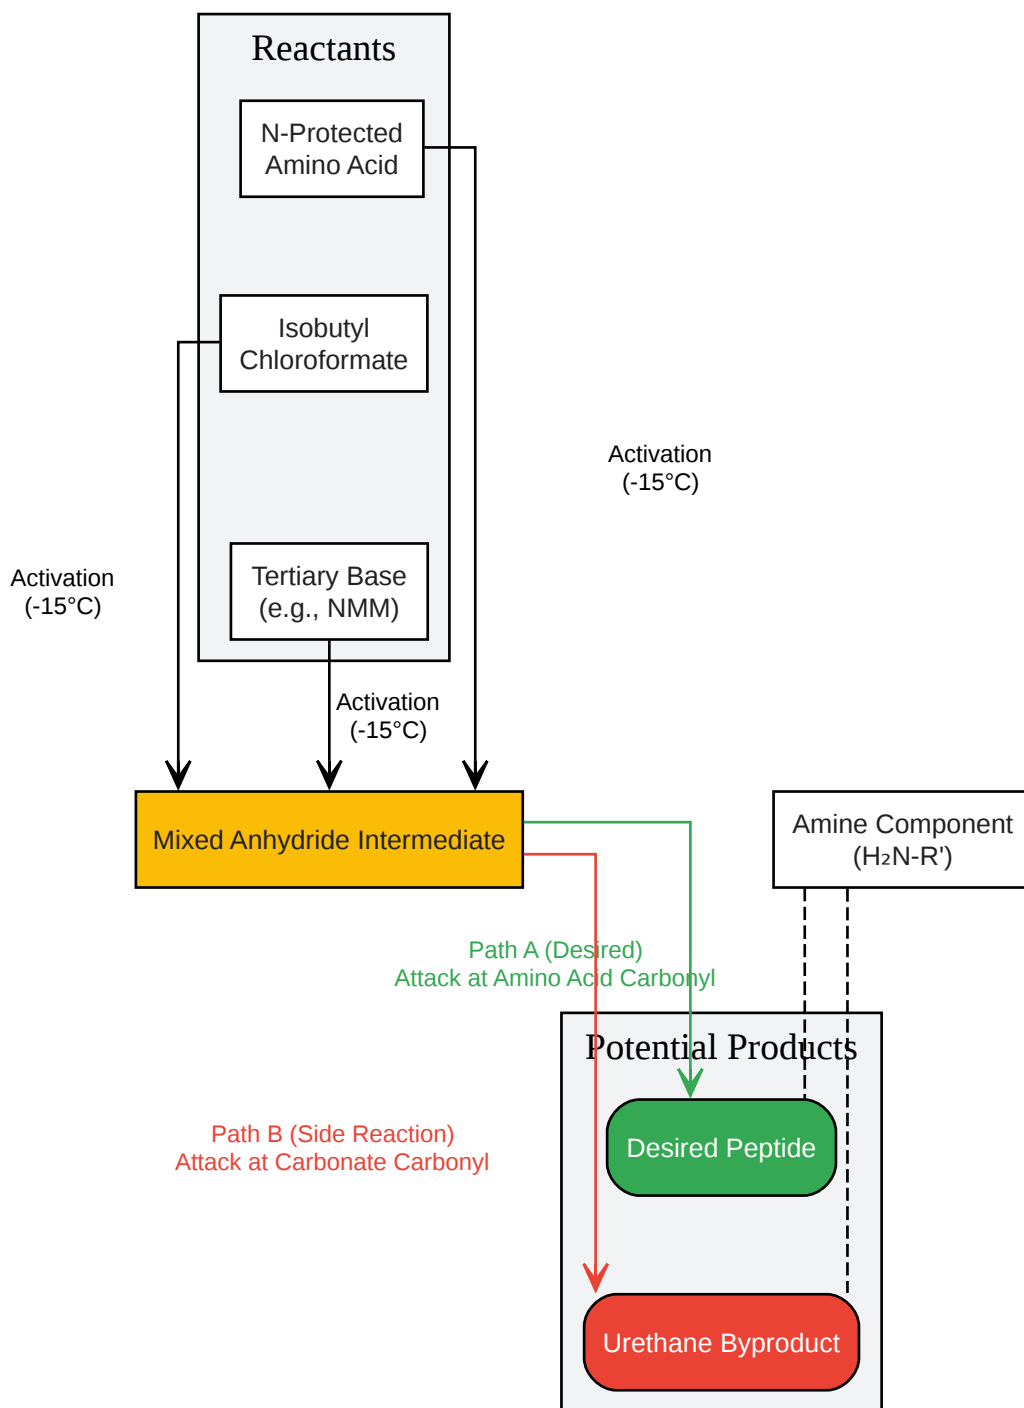 Reactants
N-Protected
Amino Acid
Isobutyl
Chloroformate
Activation
(-15°C)
Tertiary Base
(e.g., NMM)
Activation
(-15°C)
Activation
(-15°C)
Mixed Anhydride Intermediate
Amine Component
(H₂N-R')
Path A (Desired)
Attack at Amino Acid Carbonyl
Potential Products
Path B (Side Reaction)
Attack at Carbonate Carbonyl
Desired Peptide
Urethane Byproduct